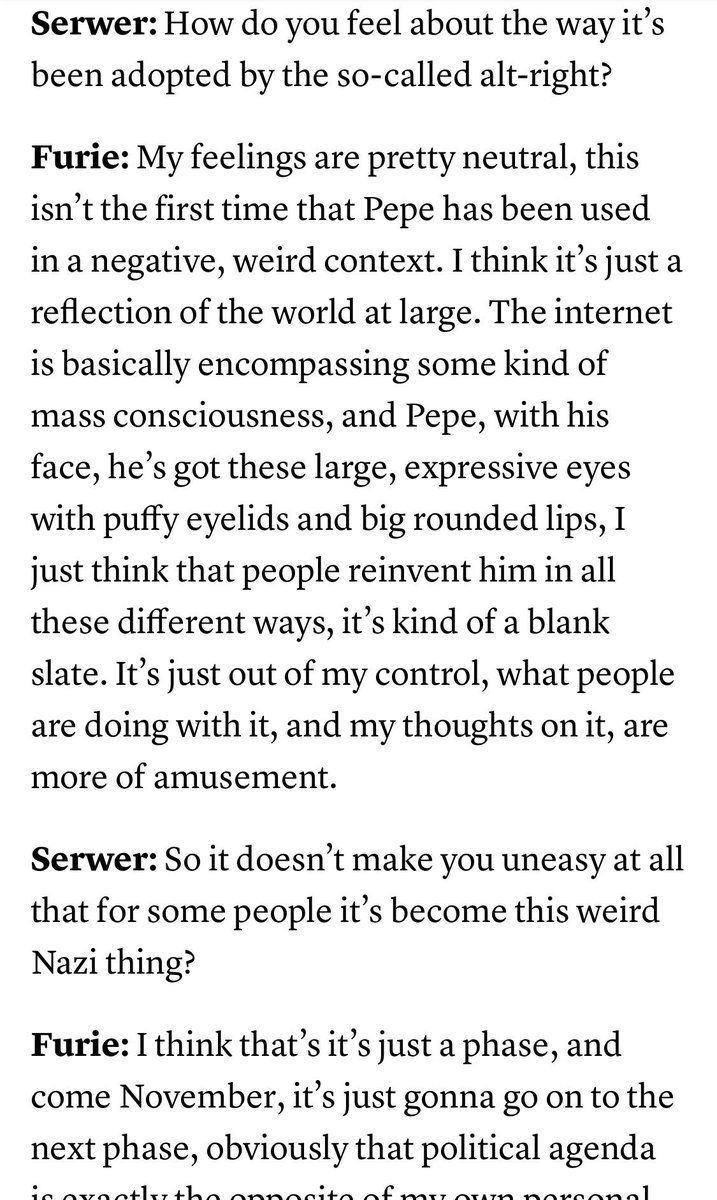 Serwer: How do you feel about the way it’s
been adopted by the so-called alt-right?
Furie: My feelings are pretty neutral, this
isn’t the first time that Pepe has been used
in a negative, weird context. I think it’s just a
reflection of the world at large. The internet
is basically encompassing some kind of
mass consciousness, and Pepe, with his
face, he’s got these large, expressive eyes
with puffy eyelids and big rounded lips, I
just think that people reinvent him in all
these different ways, it’s kind of a blank
slate. It’s just out of my control, what people
are doing with it, and my thoughts on it, are
more of amusement.
Serwer: So it doesn’t make you uneasy at all
that for some people it’s become this weird
Nazi thing?
Furie: I think that’s it’s just a phase, and
come November, it’s just gonna go on to the
next phase, obviously that political agenda
is exactly the opposite of my own personal